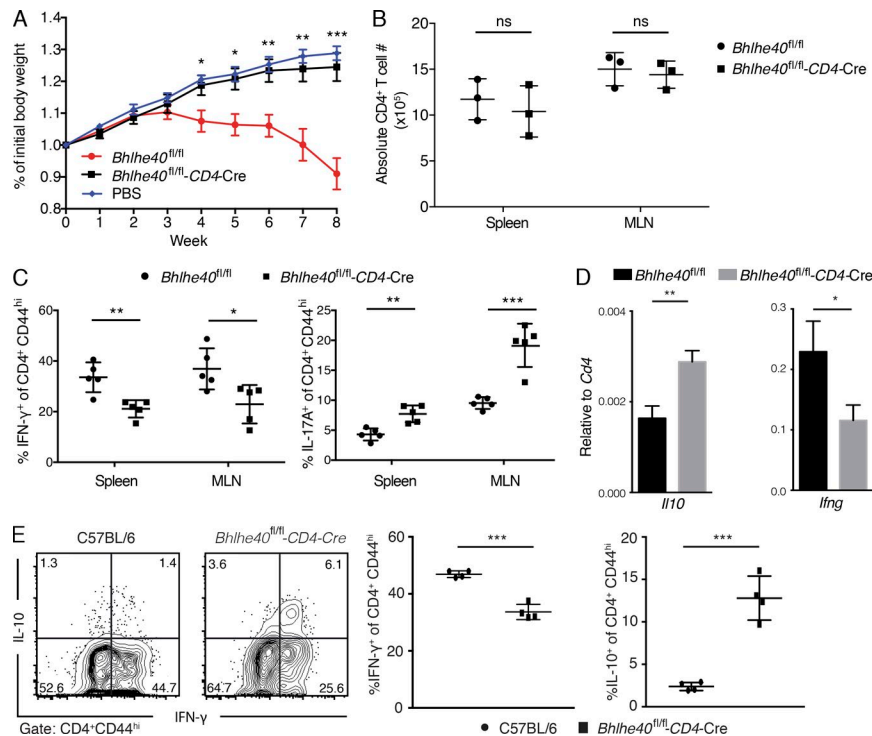 A
% of initial body weight
1.4
1.3
1.2
1.1
1.0
0.9
0.8
* * ** ** ***
Bhlhe40fl/fl
Bhlhe40fl/fl-CD4-Cre
PBS
0 1 2 3 4 5 6 7 8
Week
B
Absolute CD4+ T cell #
(x10⁵)
20
15
10
5
0
ns ns
Bhlhe40fl/fl
Bhlhe40fl/fl-CD4-Cre
Spleen MLN
C
Bhlhe40fl/fl Bhlhe40fl/fl-CD4-Cre
% IFN-γ+ of CD4+ CD44hi
60
40
20
0
** *
Spleen MLN
% IL-17A+ of CD4+ CD44hi
25
20
15
10
5
0
** ***
Spleen MLN
D
Bhlhe40fl/fl Bhlhe40fl/fl-CD4-Cre
Relative to Cd4
0.004
0.002
0.000
**
Il10
0.3
0.2
0.1
0.0
*
Ifng
E
C57BL/6 Bhlhe40fl/fl-CD4-Cre
IL-10
1.3 1.4
52.6 44.7
3.6 6.1
64.7 25.6
IFN-γ
Gate: CD4+CD44hi
%IFN-γ+ of CD4+ CD44hi
60
40
20
0
***
%IL-10+ of CD4+ CD44hi
20
15
10
5
0
***
C57BL/6 Bhlhe40fl/fl-CD4-Cre